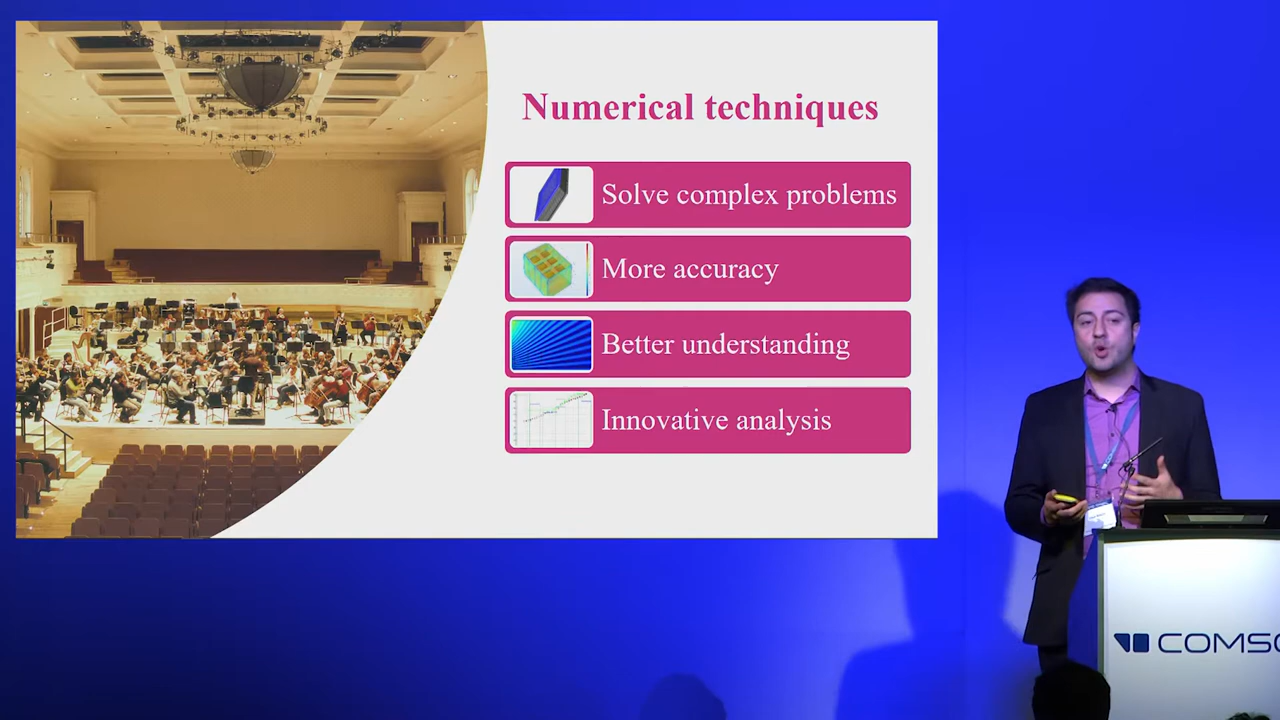 Numerical techniques
Solve complex problems
More accuracy
Better understanding
Innovative analysis
COMSO